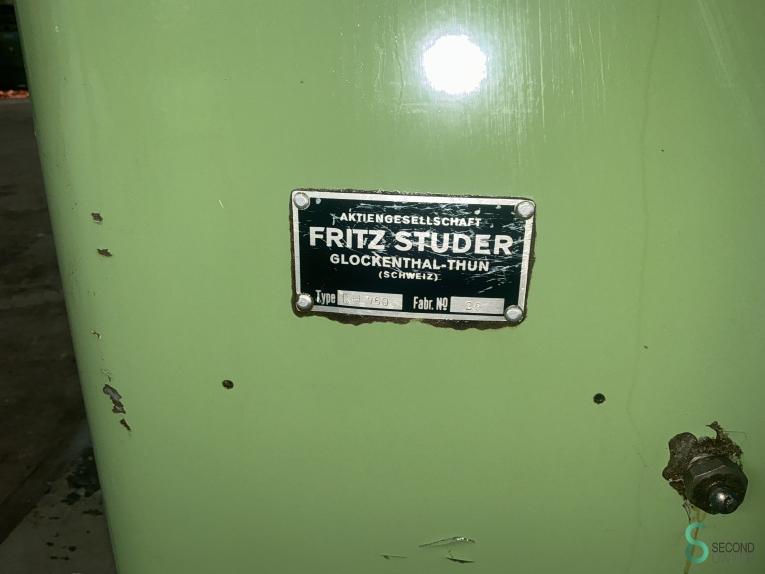 AKTIENGESELLSCHAFT
FRITZ STUDER
GLOCKENTHAL-THUN
(SCHWEIZ)
Type Fabr. Nº
S SECOND